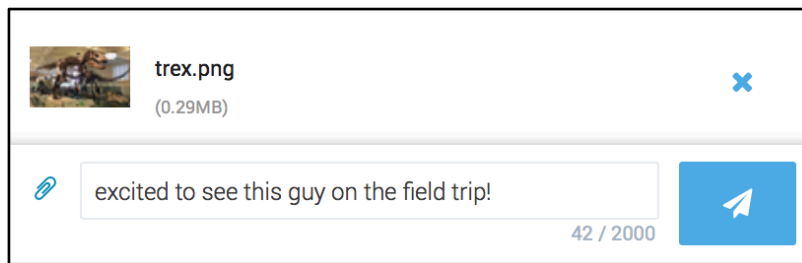 trex.png
(0.29MB)
excited to see this guy on the field trip!
42 / 2000